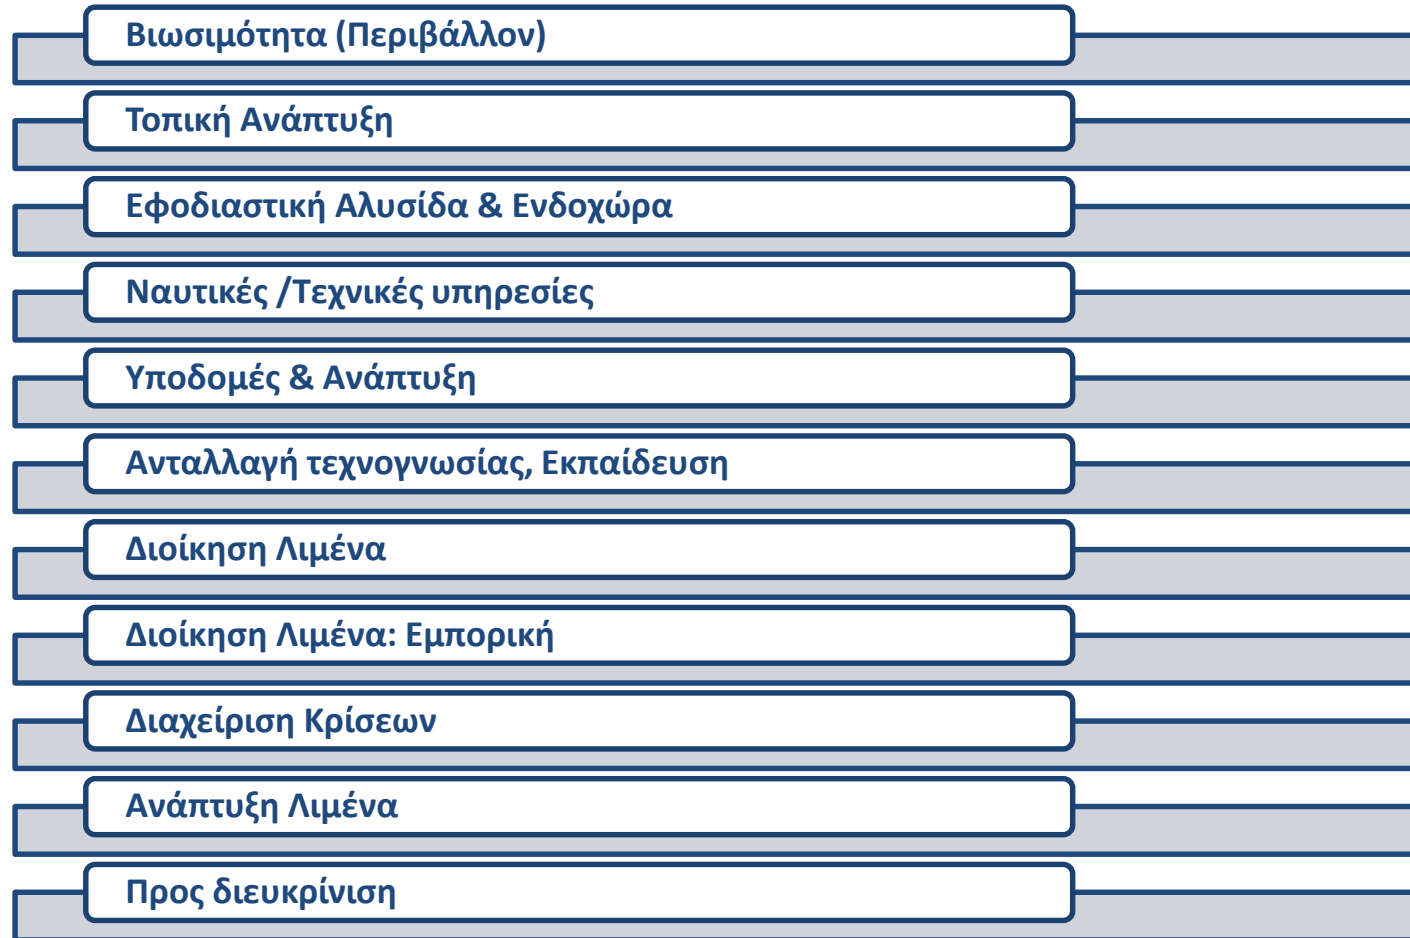 Βιωσιμότητα (Περιβάλλον)
Τοπική Ανάπτυξη
Εφοδιαστική Αλυσίδα & Ενδοχώρα
Ναυτικές /Τεχνικές υπηρεσίες
Υποδομές & Ανάπτυξη
Ανταλλαγή τεχνογνωσίας, Εκπαίδευση
Διοίκηση Λιμένα
Διοίκηση Λιμένα: Εμπορική
Διαχείριση Κρίσεων
Ανάπτυξη Λιμένα
Προς διευκρίνιση